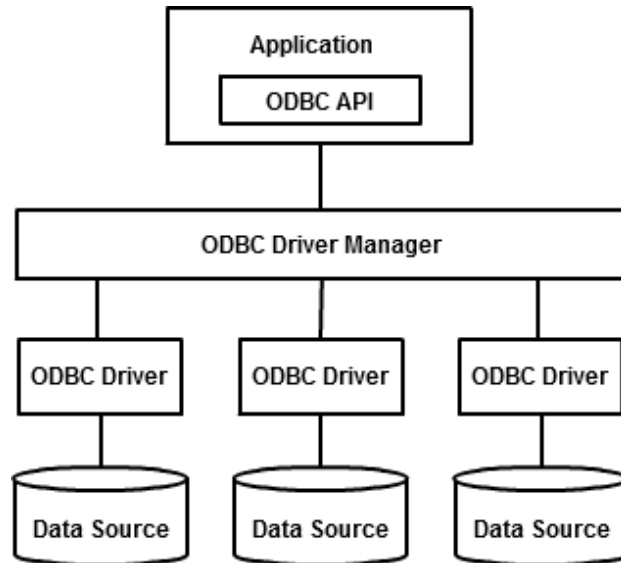 Application
ODBC API
ODBC Driver Manager
ODBC Driver
ODBC Driver
ODBC Driver
Data Source
Data Source
Data Source